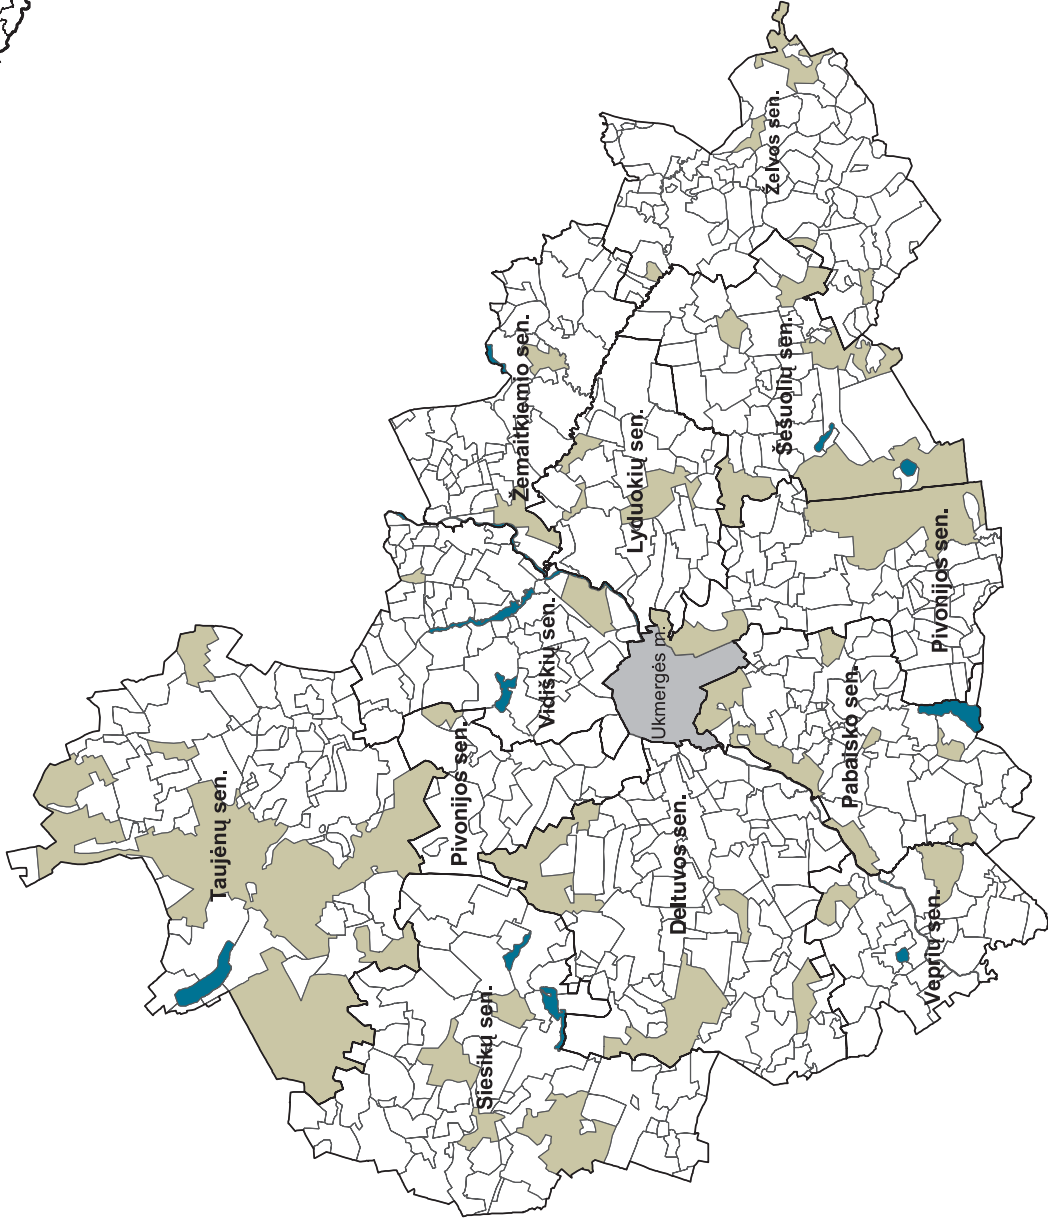 Taujėnų sen.
Pivonijos sen.
Siesikų sen.
Žemaitkiemio sen.
Vidiškių sen.
Lyduokių sen.
Ukmergės m.
Deltuvos sen.
Želvos sen.
Šešuolių sen.
Pabaisko sen.
Veprių sen.
Pivonijos sen.